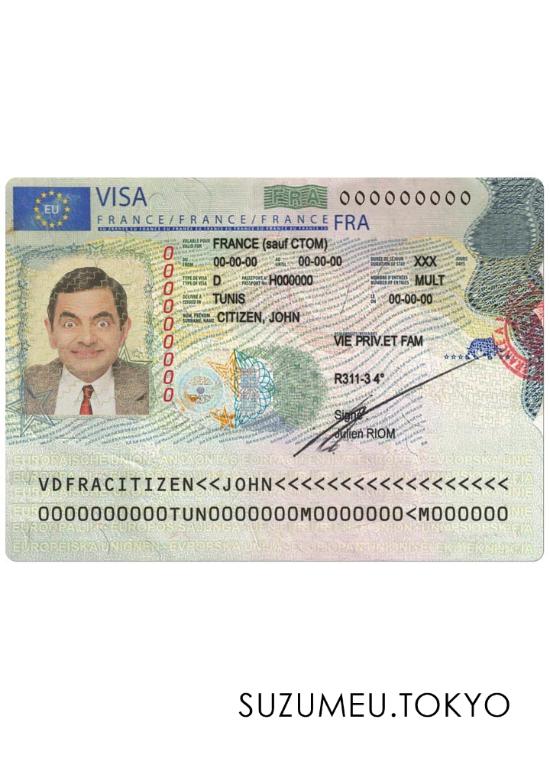 EU
VISA
FRA
000000000
FRANCE/FRANCE/FRANCE FRA
FRANCE (sauf CTOM)
00-00-00 00-00-00 XXX
D H000000 MULT
TUNIS 00-00-00
CITIZEN, JOHN
VIE PRIV.ET FAM
R311-3 4°
Signé
Julien RIOM
VDFRACITIZEN<<JOHN<<<<<<<<<<<<<<<<<<
0000000000TUN0000000M0000000<M000000
SUZUMEU.TOKYO